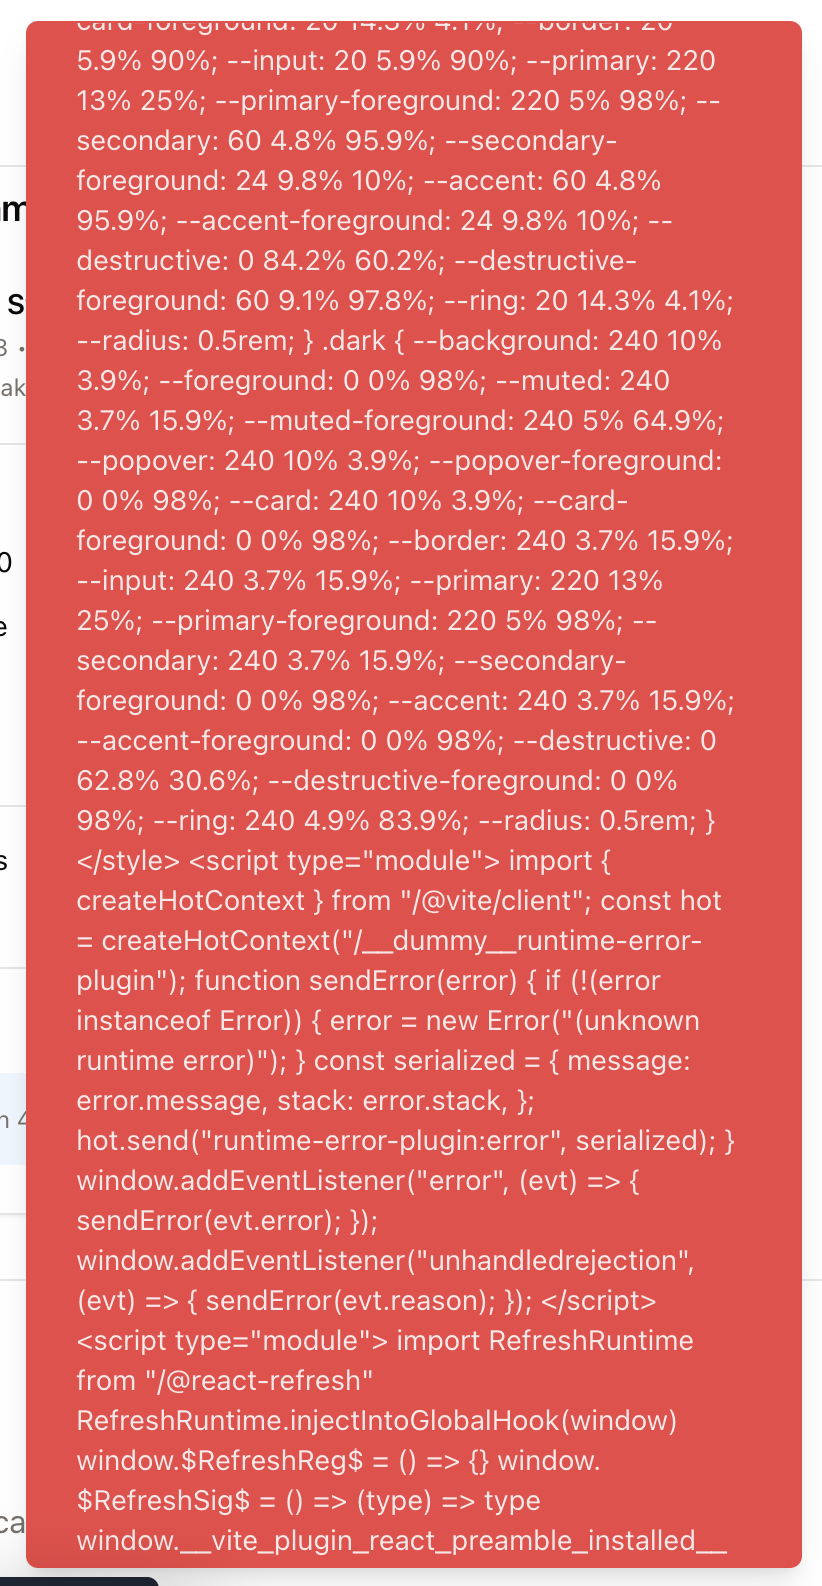 card-foreground: 20 14.3% 4.1%; --border: 20
5.9% 90%; --input: 20 5.9% 90%; --primary: 220
13% 25%; --primary-foreground: 220 5% 98%; --
secondary: 60 4.8% 95.9%; --secondary-
foreground: 24 9.8% 10%; --accent: 60 4.8%
95.9%; --accent-foreground: 24 9.8% 10%; --
destructive: 0 84.2% 60.2%; --destructive-
foreground: 60 9.1% 97.8%; --ring: 20 14.3% 4.1%;
--radius: 0.5rem; } .dark { --background: 240 10%
3.9%; --foreground: 0 0% 98%; --muted: 240
3.7% 15.9%; --muted-foreground: 240 5% 64.9%;
--popover: 240 10% 3.9%; --popover-foreground:
0 0% 98%; --card: 240 10% 3.9%; --card-
foreground: 0 0% 98%; --border: 240 3.7% 15.9%;
--input: 240 3.7% 15.9%; --primary: 220 13%
25%; --primary-foreground: 220 5% 98%; --
secondary: 240 3.7% 15.9%; --secondary-
foreground: 0 0% 98%; --accent: 240 3.7% 15.9%;
--accent-foreground: 0 0% 98%; --destructive: 0
62.8% 30.6%; --destructive-foreground: 0 0%
98%; --ring: 240 4.9% 83.9%; --radius: 0.5rem; }
</style> <script type="module"> import {
createHotContext } from "/@vite/client"; const hot
= createHotContext("/__dummy__runtime-error-
plugin"); function sendError(error) { if (!(error
instanceof Error)) { error = new Error("(unknown
runtime error)"); } const serialized = { message:
error.message, stack: error.stack, };
hot.send("runtime-error-plugin:error", serialized); }
window.addEventListener("error", (evt) => {
sendError(evt.error); });
window.addEventListener("unhandledrejection",
(evt) => { sendError(evt.reason); }); </script>
<script type="module"> import RefreshRuntime
from "/@react-refresh"
RefreshRuntime.injectIntoGlobalHook(window)
window.$RefreshReg$ = () => {} window.
$RefreshSig$ = () => (type) => type
window.__vite_plugin_react_preamble_installed__